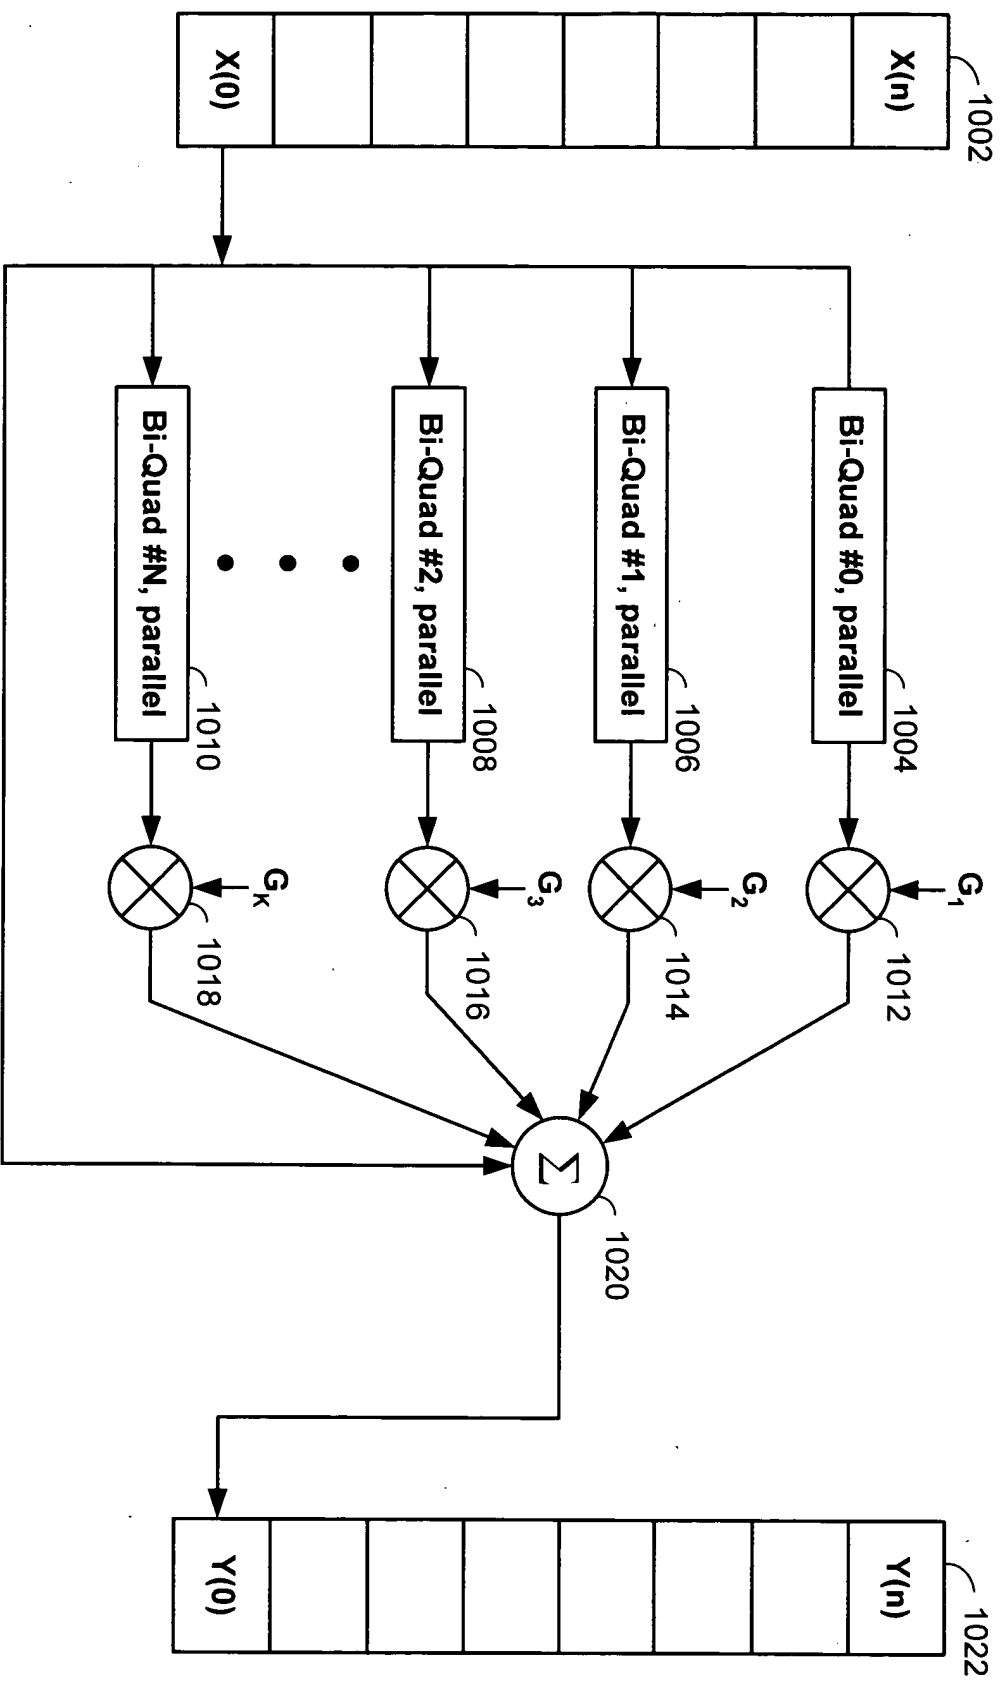 1002
X(n)
X(0)
Bi-Quad #0, parallel
1004
G1
1012
Bi-Quad #1, parallel
1006
G2
1014
Bi-Quad #2, parallel
1008
G3
1016
Bi-Quad #N, parallel
1010
GK
1018
Σ
1020
1022
Y(n)
Y(0)